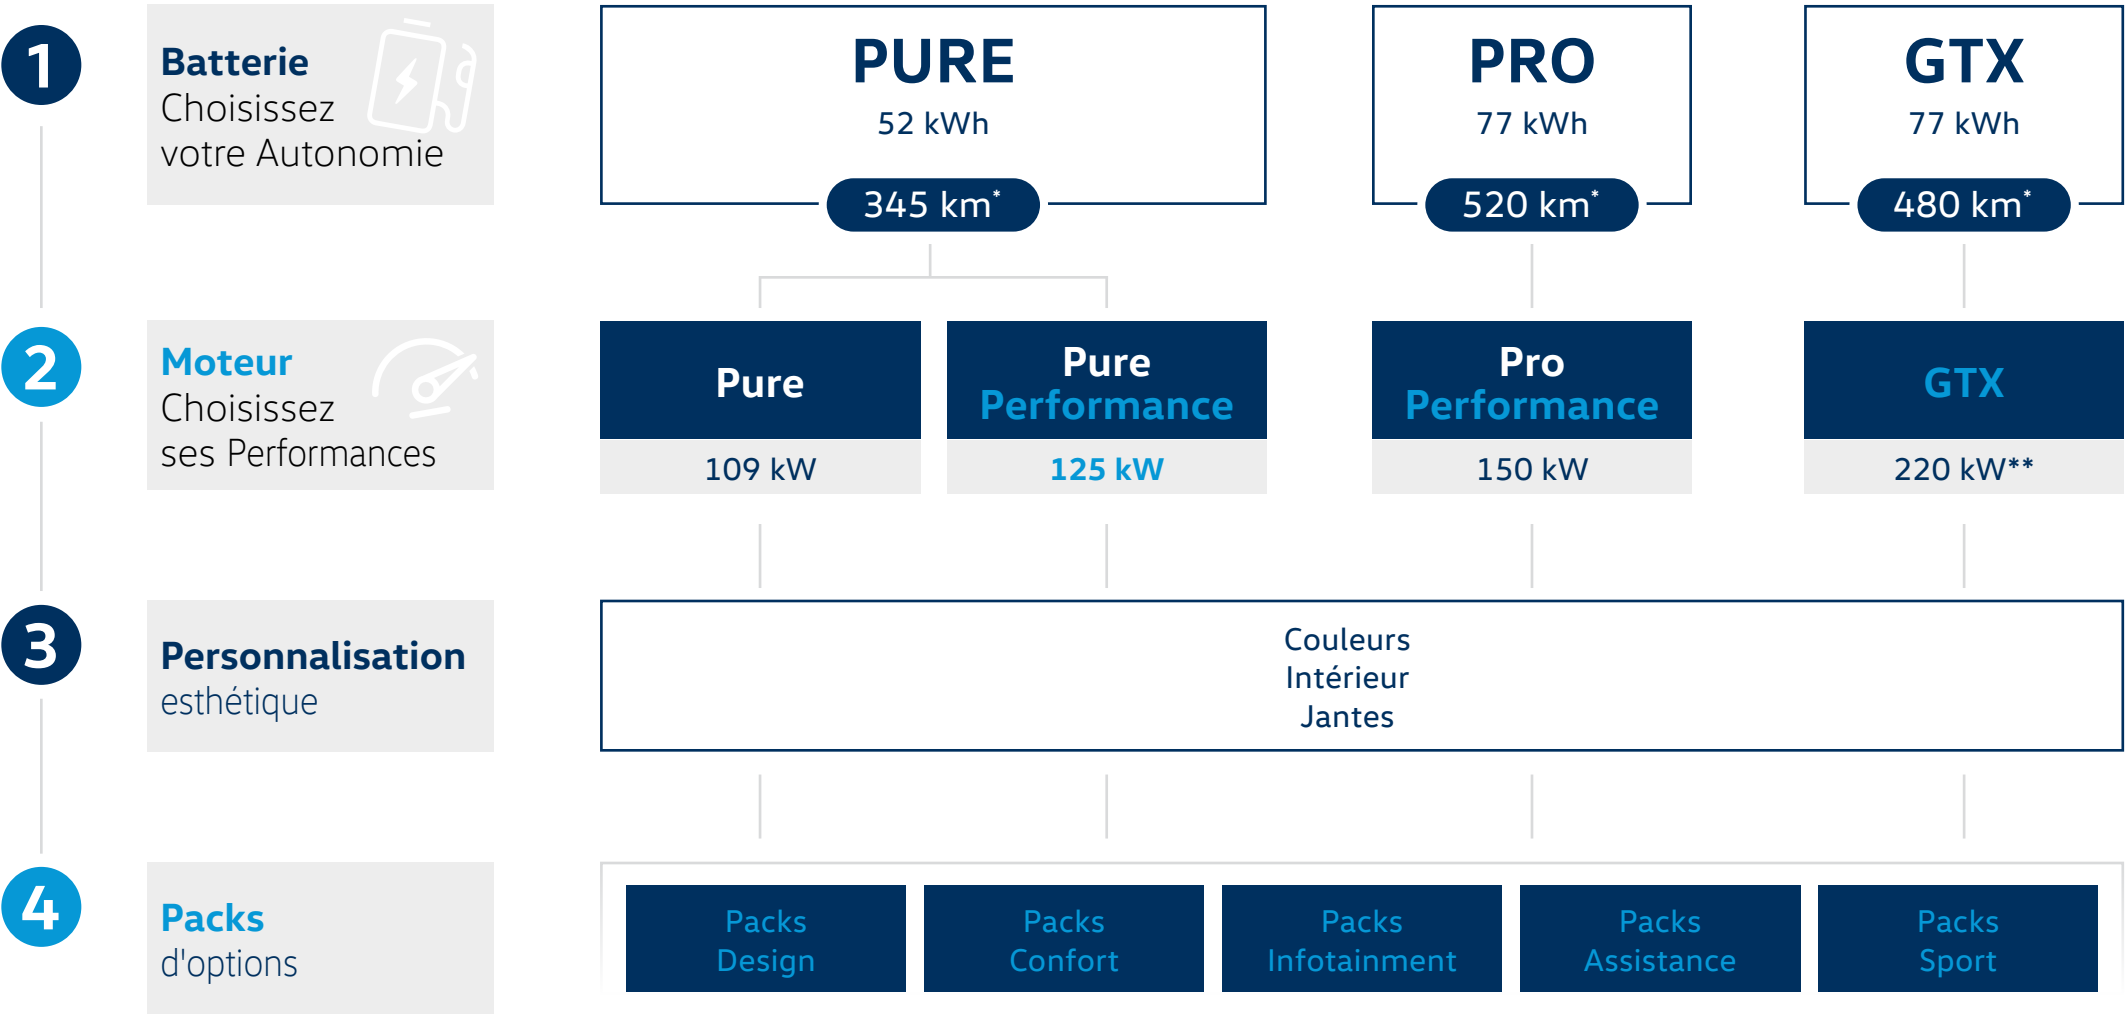 1
Batterie
Choisissez
votre Autonomie
PURE
52 kWh
345 km*
PRO
77 kWh
520 km*
GTX
77 kWh
480 km*
2
Moteur
Choisissez
ses Performances
Pure
109 kW
Pure
Performance
125 kW
Pro
Performance
150 kW
GTX
220 kW**
3
Personnalisation
esthétique
Couleurs
Intérieur
Jantes
4
Packs
d'options
Packs
Design
Packs
Confort
Packs
Infotainment
Packs
Assistance
Packs
Sport